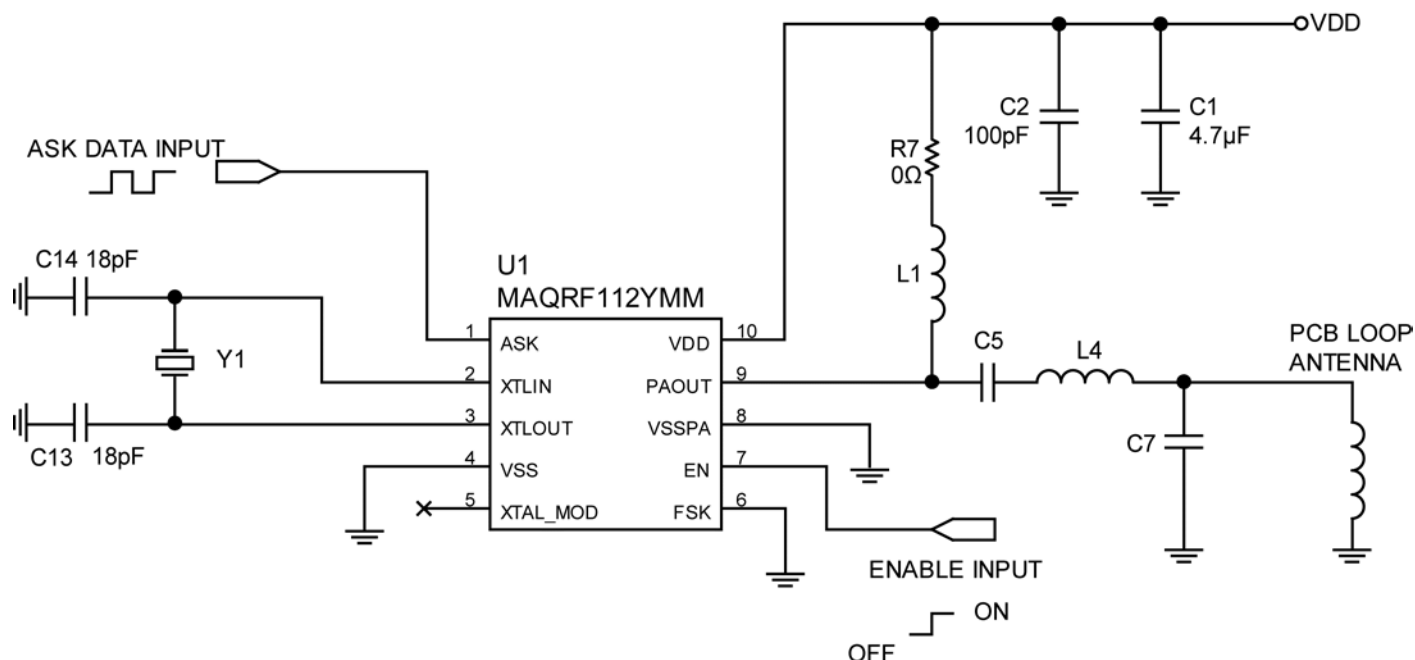 VDD
C2
100pF
C1
4.7µF
R7
0Ω
ASK DATA INPUT
C14 18pF
U1
MAQRF112YMM
L1
Y1
1
ASK
VDD
10
2
XTLIN
PAOUT
9
3
XTLOUT
VSSPA
8
4
VSS
EN
7
5
XTAL_MOD
FSK
6
C13
18pF
C5
L4
PCB LOOP
ANTENNA
C7
ENABLE INPUT
ON
OFF